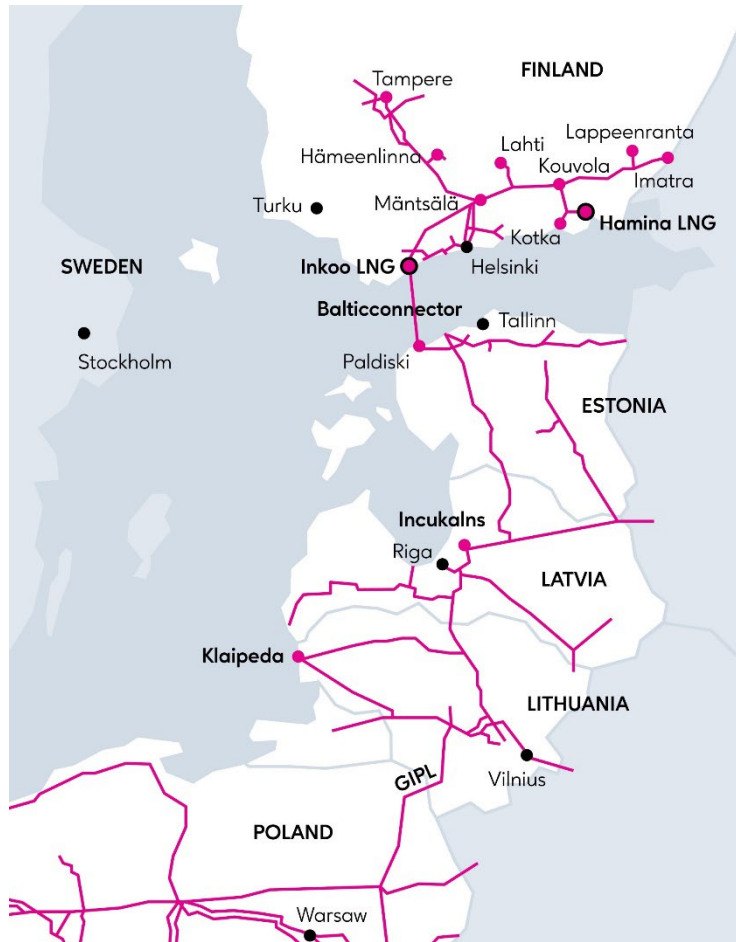 Tampere
FINLAND
Lappeenranta
Lahti
Hämeenlinna
Kouvola
Imatra
Mäntsälä
Turku
Kotka
Hamina LNG
SWEDEN
Inkoo LNG
Helsinki
Balticconnector
Tallinn
Stockholm
Paldiski
ESTONIA
Incukalns
Riga
LATVIA
Klaipeda
LITHUANIA
Vilnius
GIPL
POLAND
Warsaw